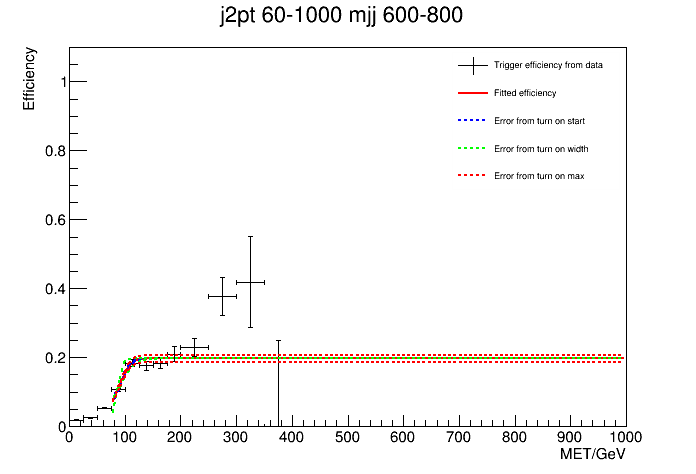 j2pt 60-1000 mjj 600-800
Efficiency
Trigger efficiency from data
Fitted efficiency
Error from turn on start
Error from turn on width
Error from turn on max
1
0.8
0.6
0.4
0.2
0
0 100 200 300 400 500 600 700 800 900 1000
MET/GeV